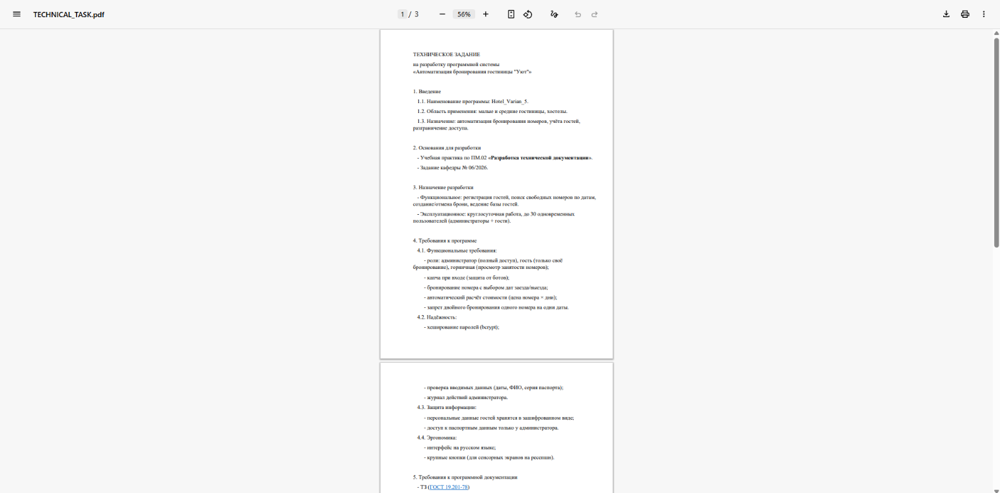 TECHNICAL_TASK.pdf
1 / 3
56%
ТЕХНИЧЕСКОЕ ЗАДАНИЕ
на разработку программной системы
«Автоматизация бронирования гостиницы "Уют"»
1. Введение
1.1. Наименование программы: Hotel_Varian_5.
1.2. Область применения: малые и средние гостиницы, хостелы.
1.3. Назначение: автоматизация бронирования номеров, учёта гостей,
разграничение доступа.
2. Основания для разработки
- Учебная практика по ПМ.02 «Разработка технической документации».
- Задание кафедры № 06/2026.
3. Назначение разработки
- Функциональное: регистрация гостей, поиск свободных номеров по датам,
создание/отмена брони, ведение базы гостей.
- Эксплуатационное: круглосуточная работа, до 30 одновременных
пользователей (администраторы + гости).
4. Требования к программе
4.1. Функциональные требования:
- роли: администратор (полный доступ), гость (только своё
бронирование), горничная (просмотр занятости номеров);
- капча при входе (защита от ботов);
- бронирование номера с выбором дат заезда/выезда;
- автоматический расчёт стоимости (цена номера × дни);
- запрет двойного бронирования одного номера на одни даты.
4.2. Надёжность:
- хеширование паролей (bcrypt);
- проверка вводимых данных (даты, ФИО, серия паспорта);
- журнал действий администратора.
4.3. Защита информации:
- персональные данные гостей хранятся в зашифрованном виде;
- доступ к паспортным данным только у администратора.
4.4. Эргономика:
- интерфейс на русском языке;
- крупные кнопки (для сенсорных экранов на ресепшн).
5. Требования к программной документации
- ТЗ (ГОСТ 19.201-78)